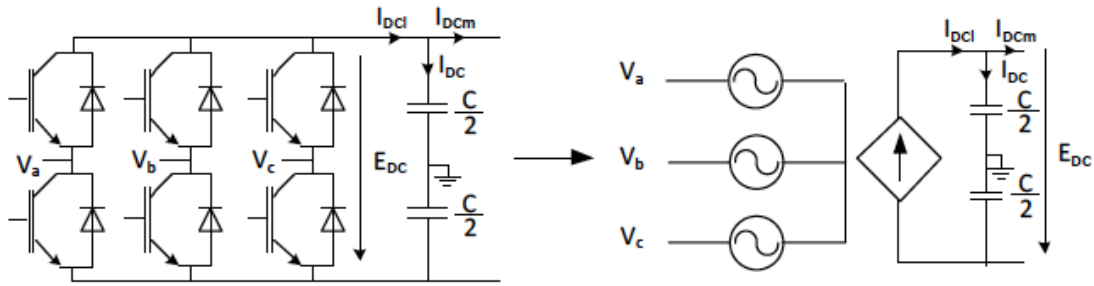 I_DCl I_DCm
I_DC
C/2
V_a V_b V_c E_DC
C/2
I_DCl I_DCm
V_a
I_DC
C/2
V_b
E_DC
C/2
V_c